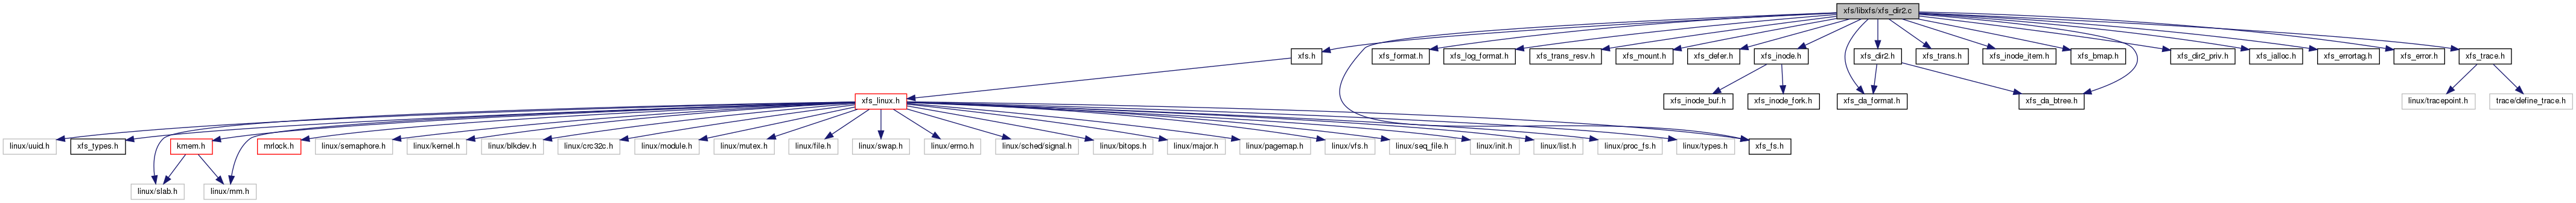 xfs/libxfs/xfs_dir2.c
xfs.h
xfs_format.h
xfs_log_format.h
xfs_trans_resv.h
xfs_mount.h
xfs_defer.h
xfs_inode.h
xfs_dir2.h
xfs_trans.h
xfs_inode_item.h
xfs_bmap.h
xfs_dir2_priv.h
xfs_ialloc.h
xfs_errortag.h
xfs_error.h
xfs_trace.h
xfs_linux.h
xfs_inode_buf.h
xfs_inode_fork.h
xfs_da_format.h
xfs_da_btree.h
linux/tracepoint.h
trace/define_trace.h
linux/uuid.h
xfs_types.h
kmem.h
mrlock.h
linux/semaphore.h
linux/kernel.h
linux/blkdev.h
linux/crc32c.h
linux/module.h
linux/mutex.h
linux/file.h
linux/swap.h
linux/errno.h
linux/sched/signal.h
linux/bitops.h
linux/major.h
linux/pagemap.h
linux/vfs.h
linux/seq_file.h
linux/init.h
linux/list.h
linux/proc_fs.h
linux/types.h
xfs_fs.h
linux/slab.h
linux/mm.h